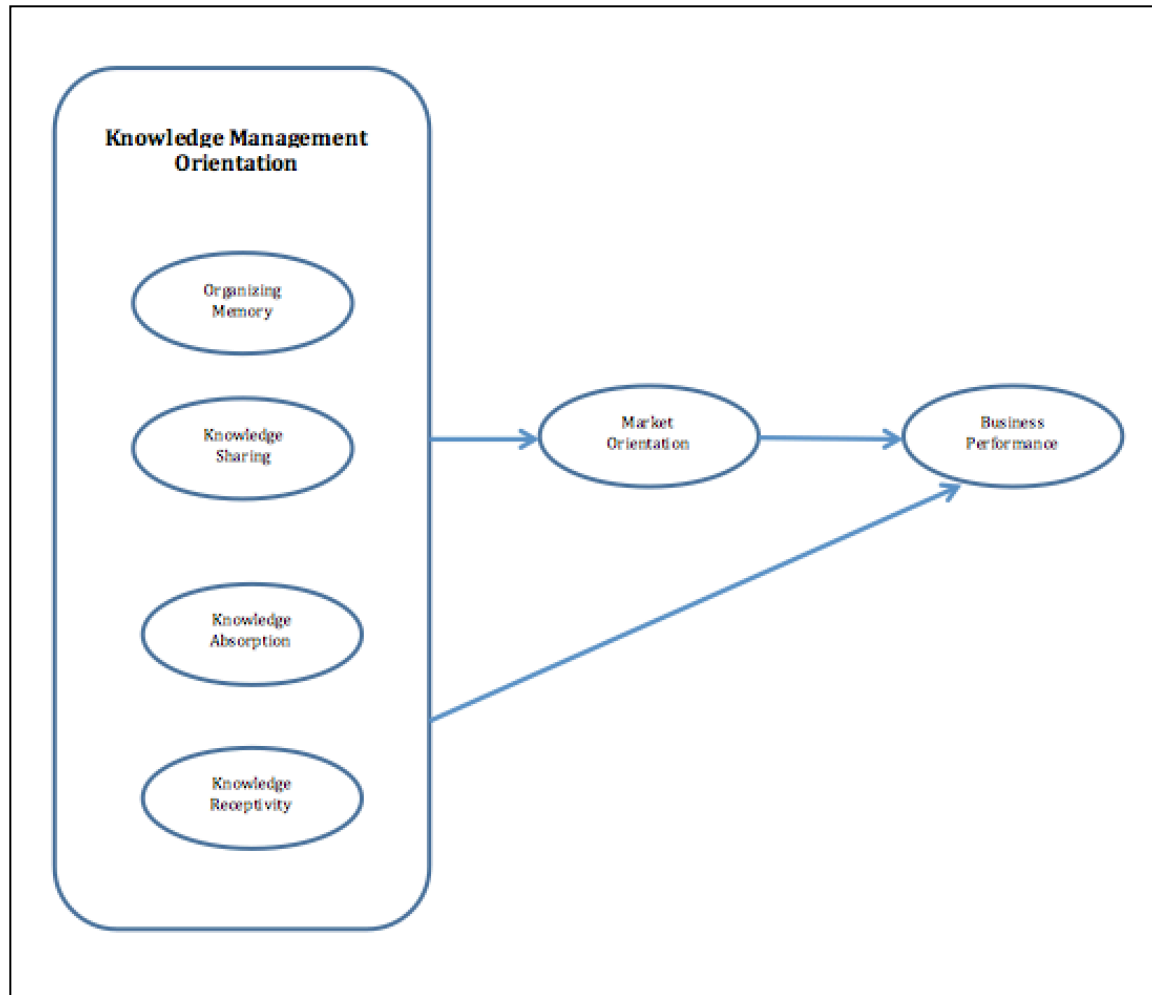 Knowledge Management
Orientation
Organizing
Memory
Knowledge
Sharing
Knowledge
Absorption
Knowledge
Receptivity
Market
Orientation
Business
Performance